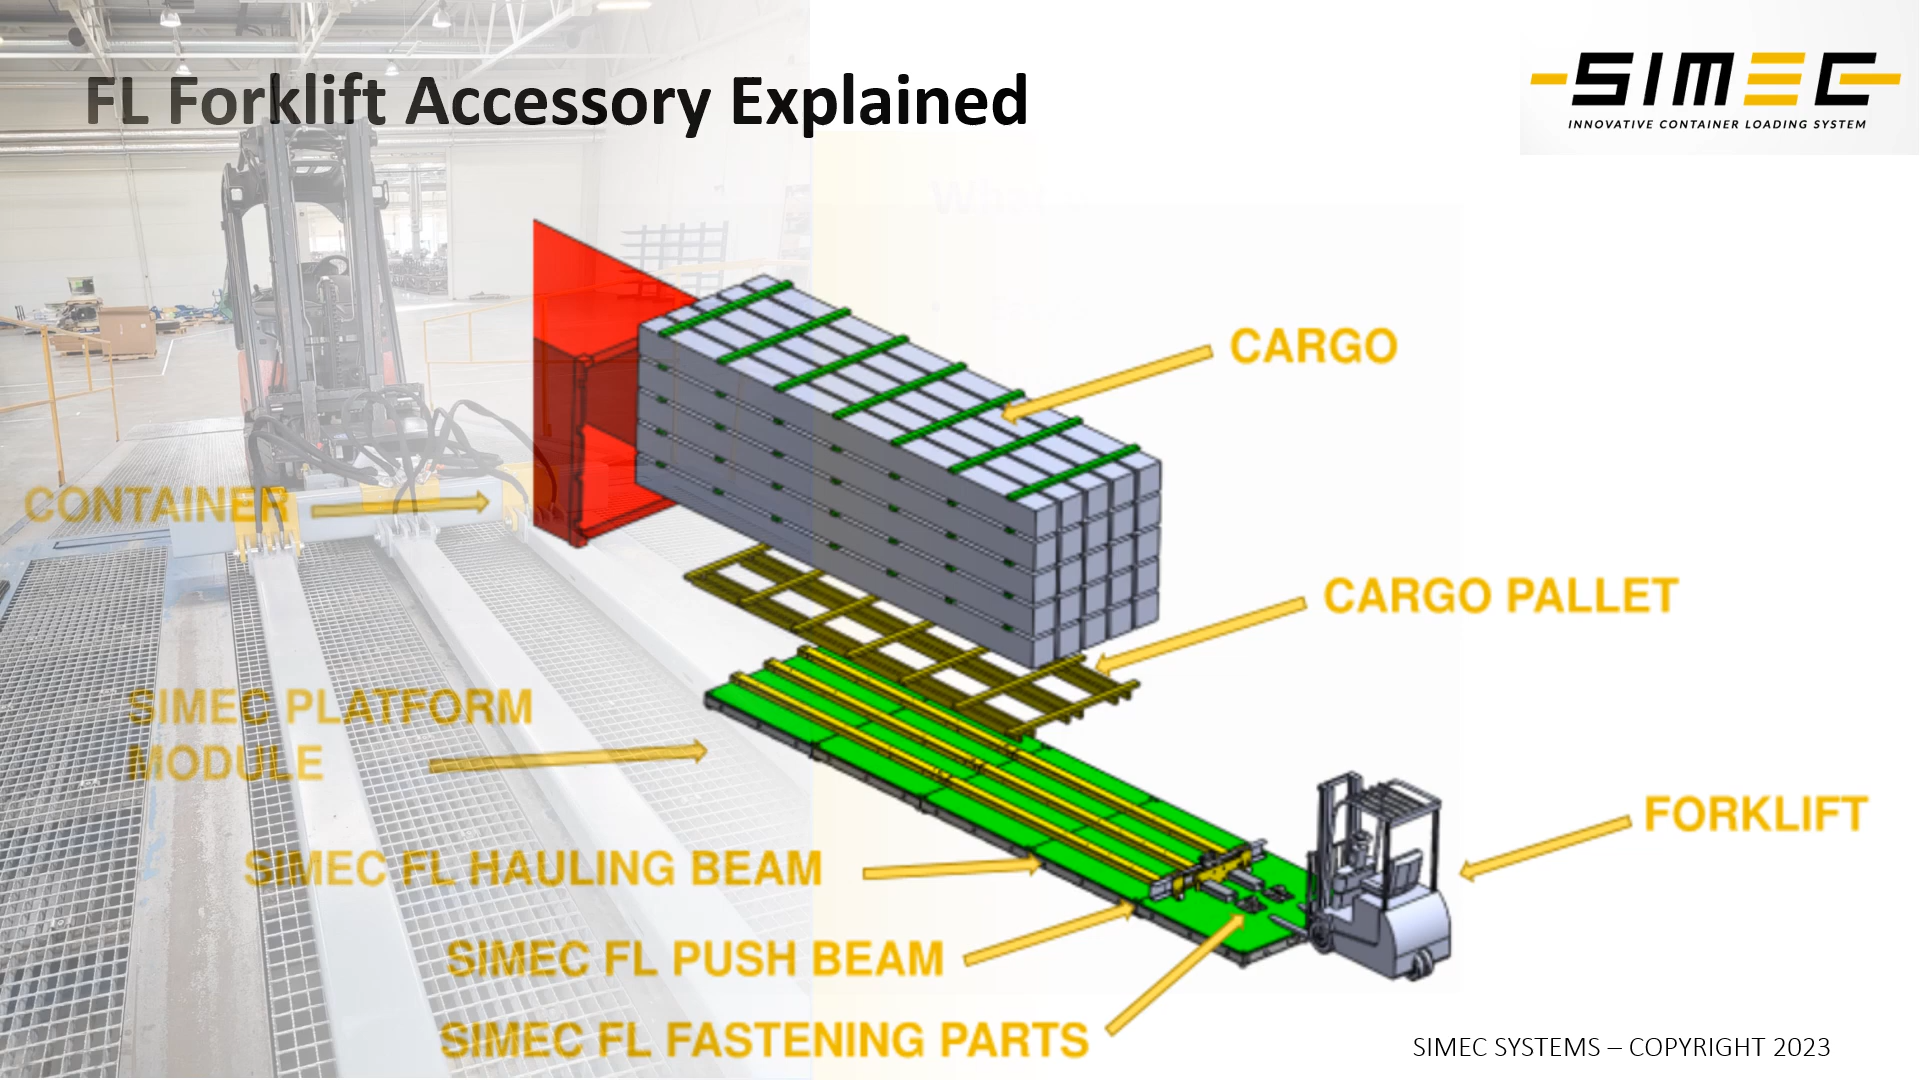 FL Forklift Accessory Explained
SIMEC
INNOVATIVE CONTAINER LOADING SYSTEM
What
CARGO
CONTAINER
CARGO PALLET
SIMEC PLATFORM
MODULE
FORKLIFT
SIMEC FL HAULING BEAM
SIMEC FL PUSH BEAM
SIMEC FL FASTENING PARTS
SIMEC SYSTEMS – COPYRIGHT 2023